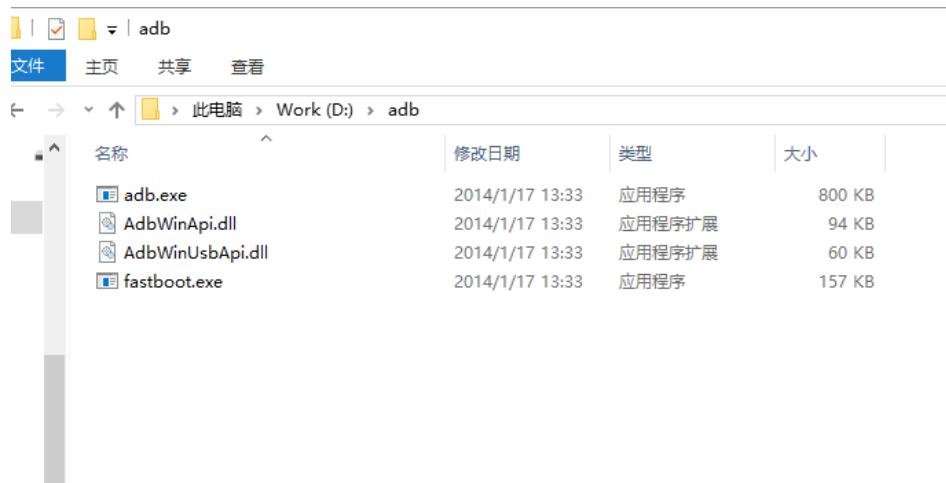 adb
文件 主页 共享 查看
此电脑 > Work (D:) > adb
名称 修改日期 类型 大小
adb.exe 2014/1/17 13:33 应用程序 800 KB
AdbWinApi.dll 2014/1/17 13:33 应用程序扩展 94 KB
AdbWinUsbApi.dll 2014/1/17 13:33 应用程序扩展 60 KB
fastboot.exe 2014/1/17 13:33 应用程序 157 KB